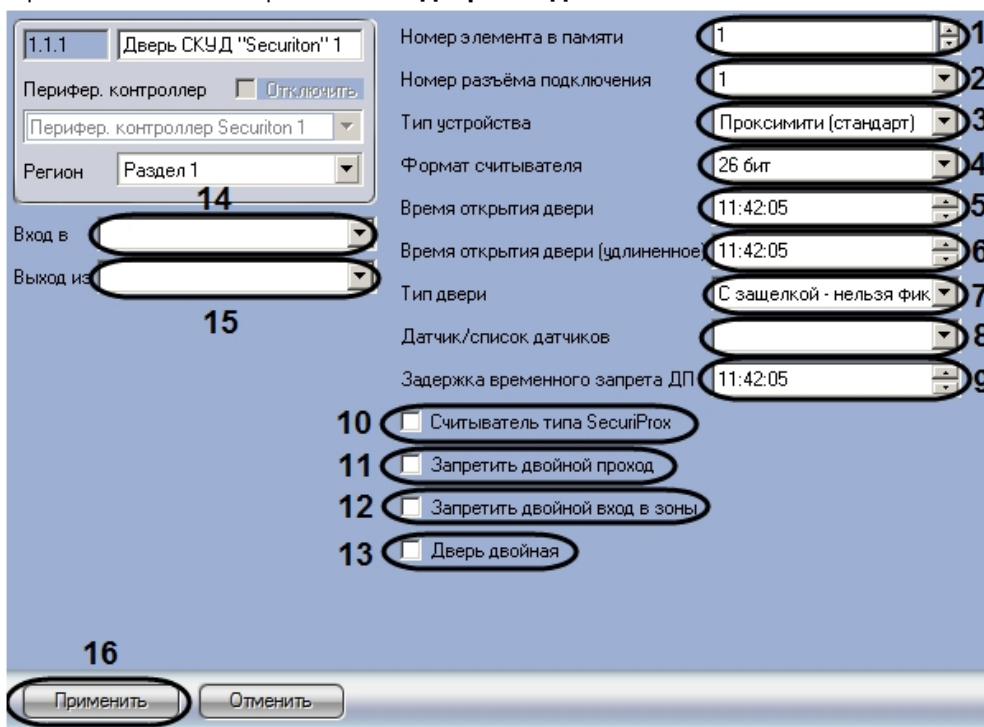 1.1.1 Дверь СКУД "Securiton" 1
Перифер. контроллер Отключить
Перифер. контроллер Securiton 1
Регион Раздел 1
14
Вход в
Выход из
15
Номер элемента в памяти 1 1
Номер разъёма подключения 1 2
Тип устройства Проксимити (стандарт) 3
Формат считывателя 26 бит 4
Время открытия двери 11:42:05 5
Время открытия двери (удлиненное) 11:42:05 6
Тип двери С защелкой - нельзя фик 7
Датчик/список датчиков 8
Задержка временного запрета ДП 11:42:05 9
10 Считыватель типа SecuriProx
11 Запретить двойной проход
12 Запретить двойной вход в зоны
13 Дверь двойная
16
Применить Отменить